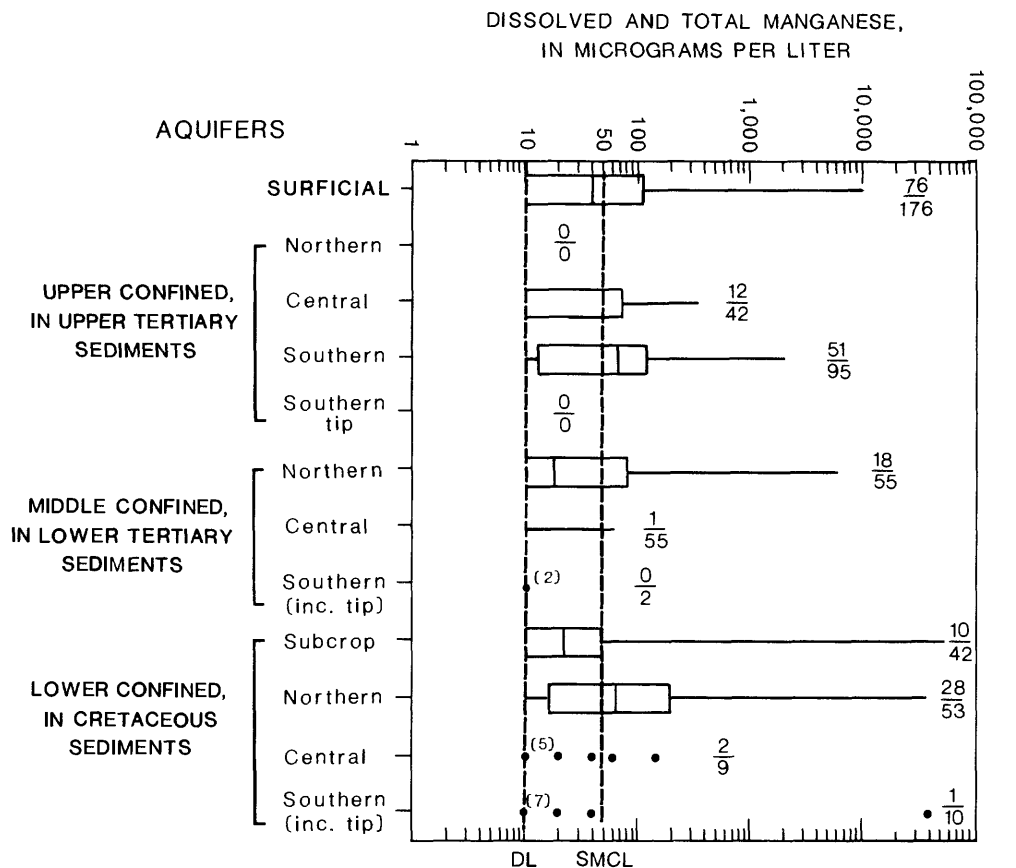 DISSOLVED AND TOTAL MANGANESE,
IN MICROGRAMS PER LITER
AQUIFERS
1
10
50
100
1,000
10,000
100,000
SURFICIAL
76
176
UPPER CONFINED,
IN UPPER TERTIARY
SEDIMENTS
Northern
0
0
Central
12
42
Southern
51
95
Southern
tip
0
0
MIDDLE CONFINED,
IN LOWER TERTIARY
SEDIMENTS
Northern
18
55
Central
1
55
Southern
(inc. tip)
(2)
0
2
LOWER CONFINED,
IN CRETACEOUS
SEDIMENTS
Subcrop
10
42
Northern
28
53
Central
(5)
2
9
Southern
(inc. tip)
(7)
1
10
DL
SMCL